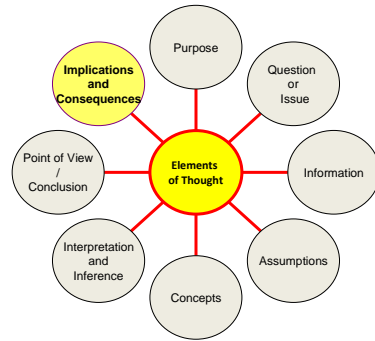 Purpose
Implications
and
Consequences
Question
or
Issue
Point of View
/
Conclusion
Elements
of Thought
Information
Interpretation
and
Inference
Assumptions
Concepts